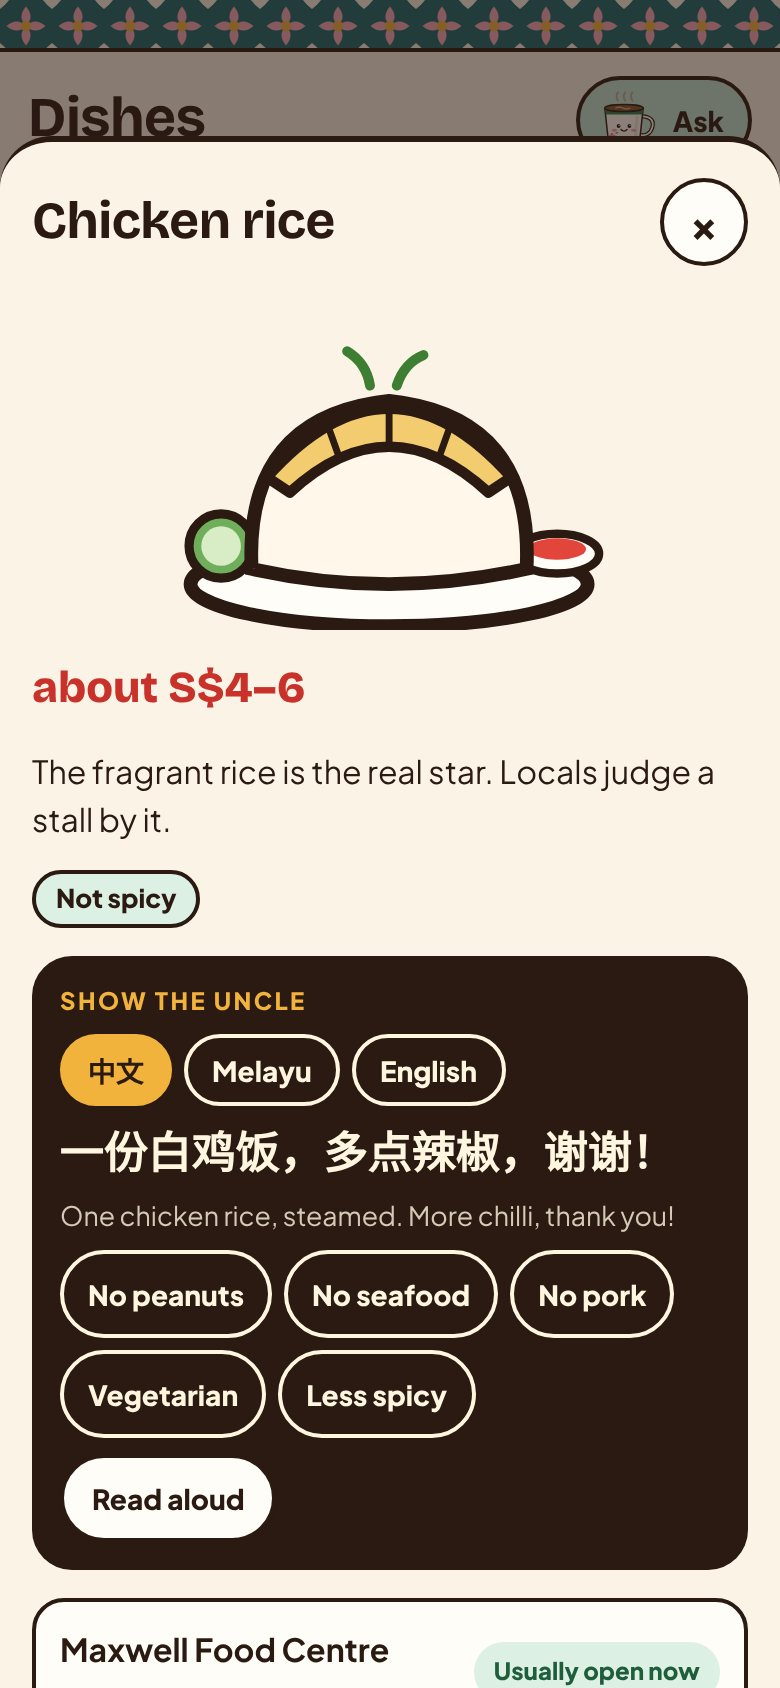 Dishes
Ask
Chicken rice
×
about S$4–6
The fragrant rice is the real star. Locals judge a
stall by it.
Not spicy
SHOW THE UNCLE
中文 Melayu English
一份白鸡饭，多点辣椒，谢谢！
One chicken rice, steamed. More chilli, thank you!
No peanuts No seafood No pork
Vegetarian Less spicy
Read aloud
Maxwell Food Centre
Usually open now